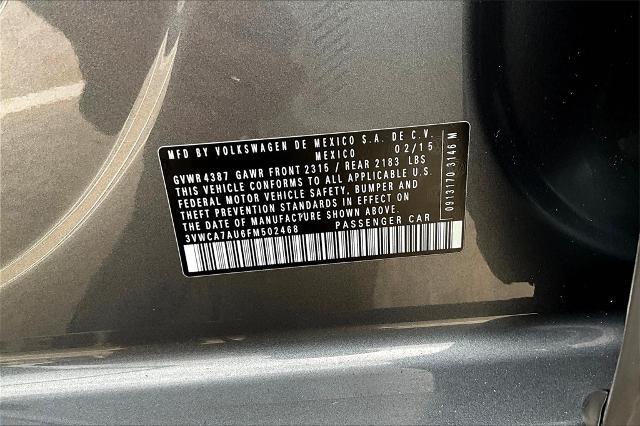 MFD BY VOLKSWAGEN DE MEXICO S.A. DE C.V.
MEXICO 02/15
GVWR 4387 GAWR FRONT 2315 / REAR 2183 LBS
THIS VEHICLE CONFORMS TO ALL APPLICABLE U.S.
FEDERAL MOTOR VEHICLE SAFETY, BUMPER AND
THEFT PREVENTION STANDARDS IN EFFECT ON
THE DATE OF MANUFACTURE SHOWN ABOVE.
3VWCA7AU6FM502468 PASSENGER CAR
0913170 3146 M